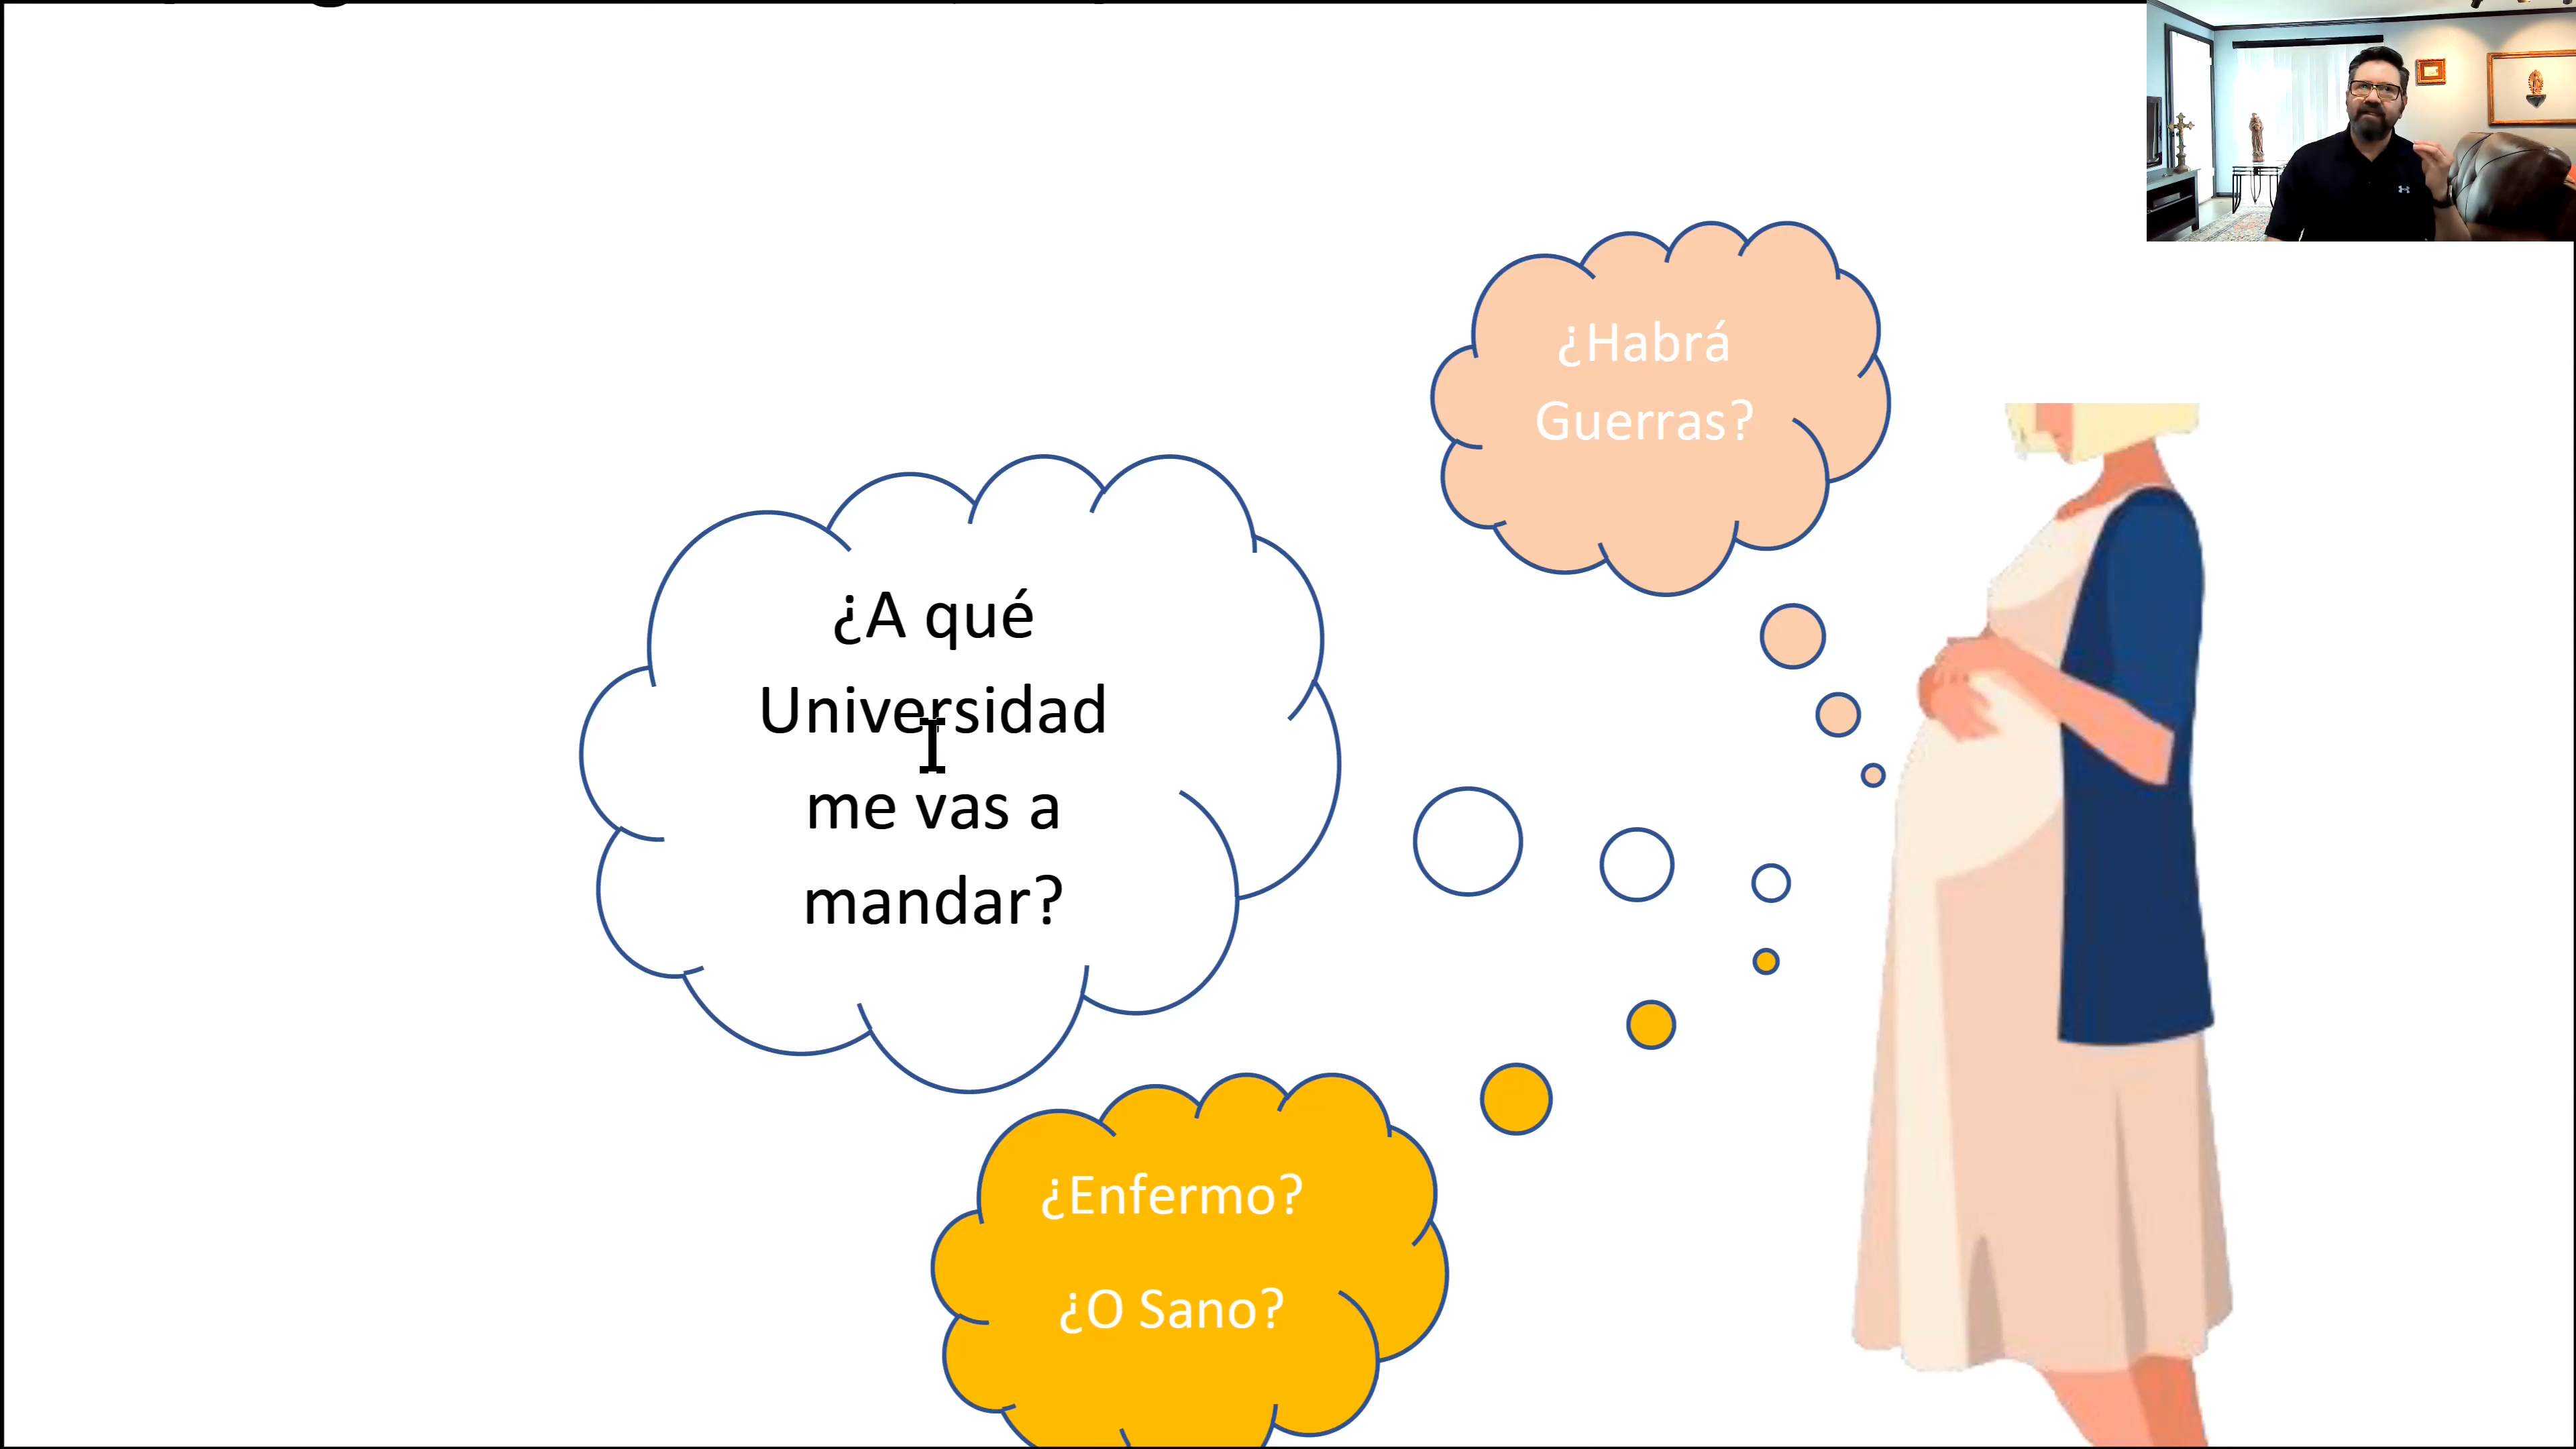 ¿Habrá
Guerras?
¿A qué
Universidad
me vas a
mandar?
¿Enfermo?
¿O Sano?